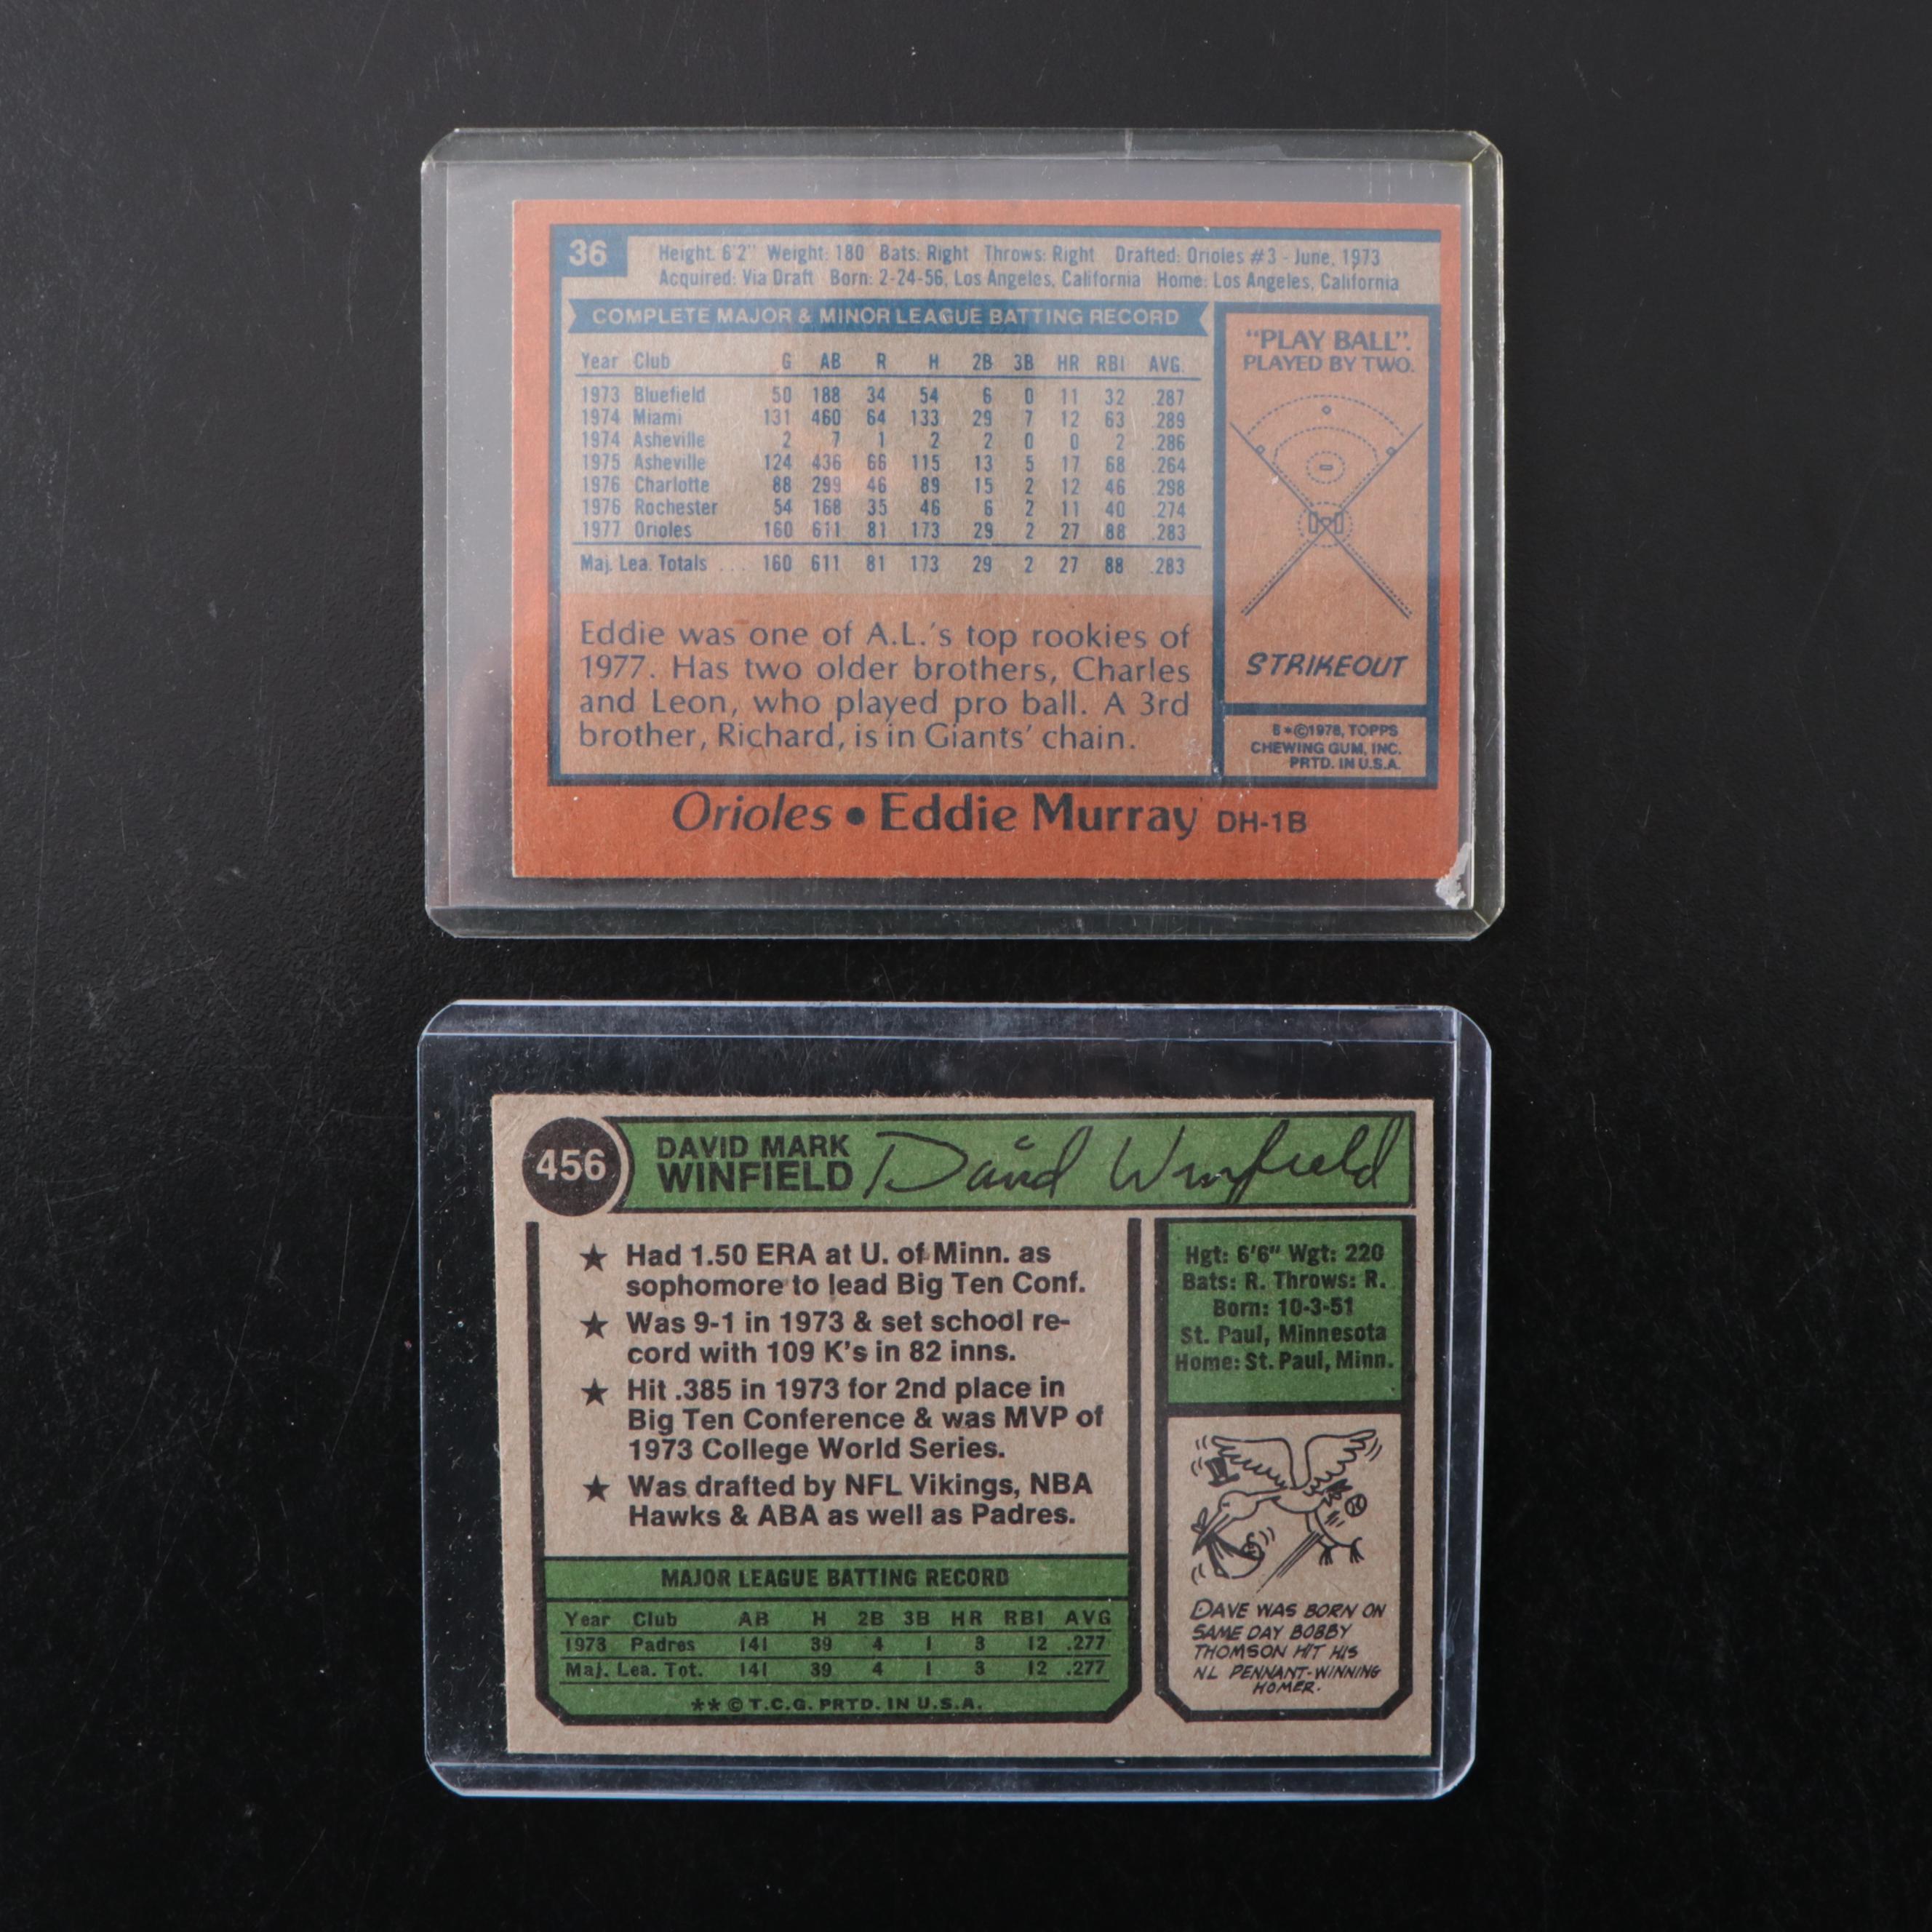 36
Height. 6'2" Weight: 180 Bats: Right Throws: Right Drafted: Orioles #3 - June, 1973
Acquired: Via Draft Born: 2-24-56, Los Angeles, California Home: Los Angeles, California
COMPLETE MAJOR & MINOR LEAGUE BATTING RECORD
Year Club G AB R H 2B 3B HR RBI AVG.
1973 Bluefield 50 188 34 54 6 0 11 32 .287
1974 Miami 131 460 64 133 29 7 12 63 .289
1974 Asheville 2 7 1 2 2 0 0 2 .286
1975 Asheville 124 436 66 115 13 5 17 68 .264
1976 Charlotte 88 299 46 89 15 2 12 46 .298
1976 Rochester 54 168 35 46 6 2 11 40 .274
1977 Orioles 160 611 81 173 29 2 27 88 .283
Maj. Lea. Totals ... 160 611 81 173 29 2 27 88 .283
Eddie was one of A.L.'s top rookies of
1977. Has two older brothers, Charles
and Leon, who played pro ball. A 3rd
brother, Richard, is in Giants' chain.
"PLAY BALL".
PLAYED BY TWO.
STRIKEOUT
B*©1978, TOPPS
CHEWING GUM, INC.
PRTD. IN U.S.A.
Orioles • Eddie Murray DH-1B
456
DAVID MARK
WINFIELD
David Winfield
★ Had 1.50 ERA at U. of Minn. as
sophomore to lead Big Ten Conf.
★ Was 9-1 in 1973 & set school re-
cord with 109 K's in 82 inns.
★ Hit .385 in 1973 for 2nd place in
Big Ten Conference & was MVP of
1973 College World Series.
★ Was drafted by NFL Vikings, NBA
Hawks & ABA as well as Padres.
MAJOR LEAGUE BATTING RECORD
Year Club AB H 2B 3B HR RBI AVG
1973 Padres 141 39 4 1 3 12 .277
Maj. Lea. Tot. 141 39 4 1 3 12 .277
** © T.C.G. PRTD. IN U.S.A.
Hgt: 6'6" Wgt: 220
Bats: R. Throws: R.
Born: 10-3-51
St. Paul, Minnesota
Home: St. Paul, Minn.
DAVE WAS BORN ON
SAME DAY BOBBY
THOMSON HIT HIS
NL PENNANT-WINNING
HOMER.